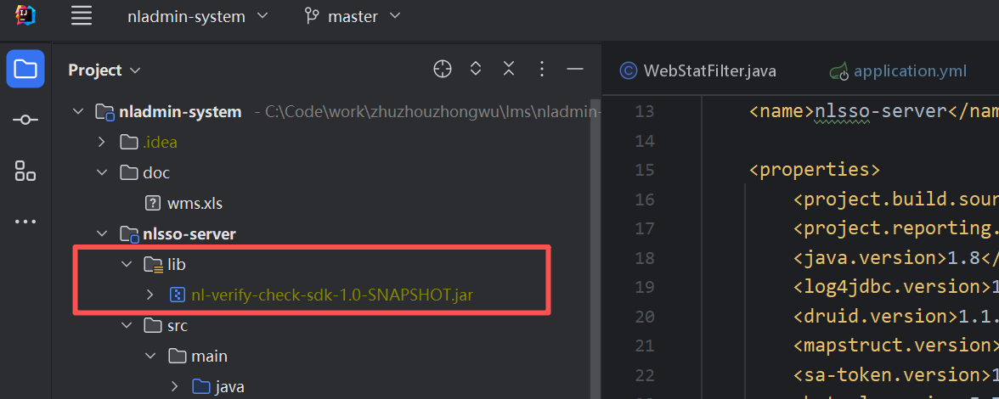 nladmin-system master
Project
nladmin-system - C:\Code\work\zhuzhouzhongwu\lms\nladmin-
.idea
doc
wms.xls
nlsso-server
lib
nl-verify-check-sdk-1.0-SNAPSHOT.jar
src
main
java
WebStatFilter.java application.yml
13 <name>nlsso-server</nam
14
15 <properties>
16 <project.build.sour
17 <project.reporting.
18 <java.version>1.8</
19 <log4jdbc.version>1
20 <druid.version>1.1.
21 <mapstruct.version>
22 <sa-token.version>1